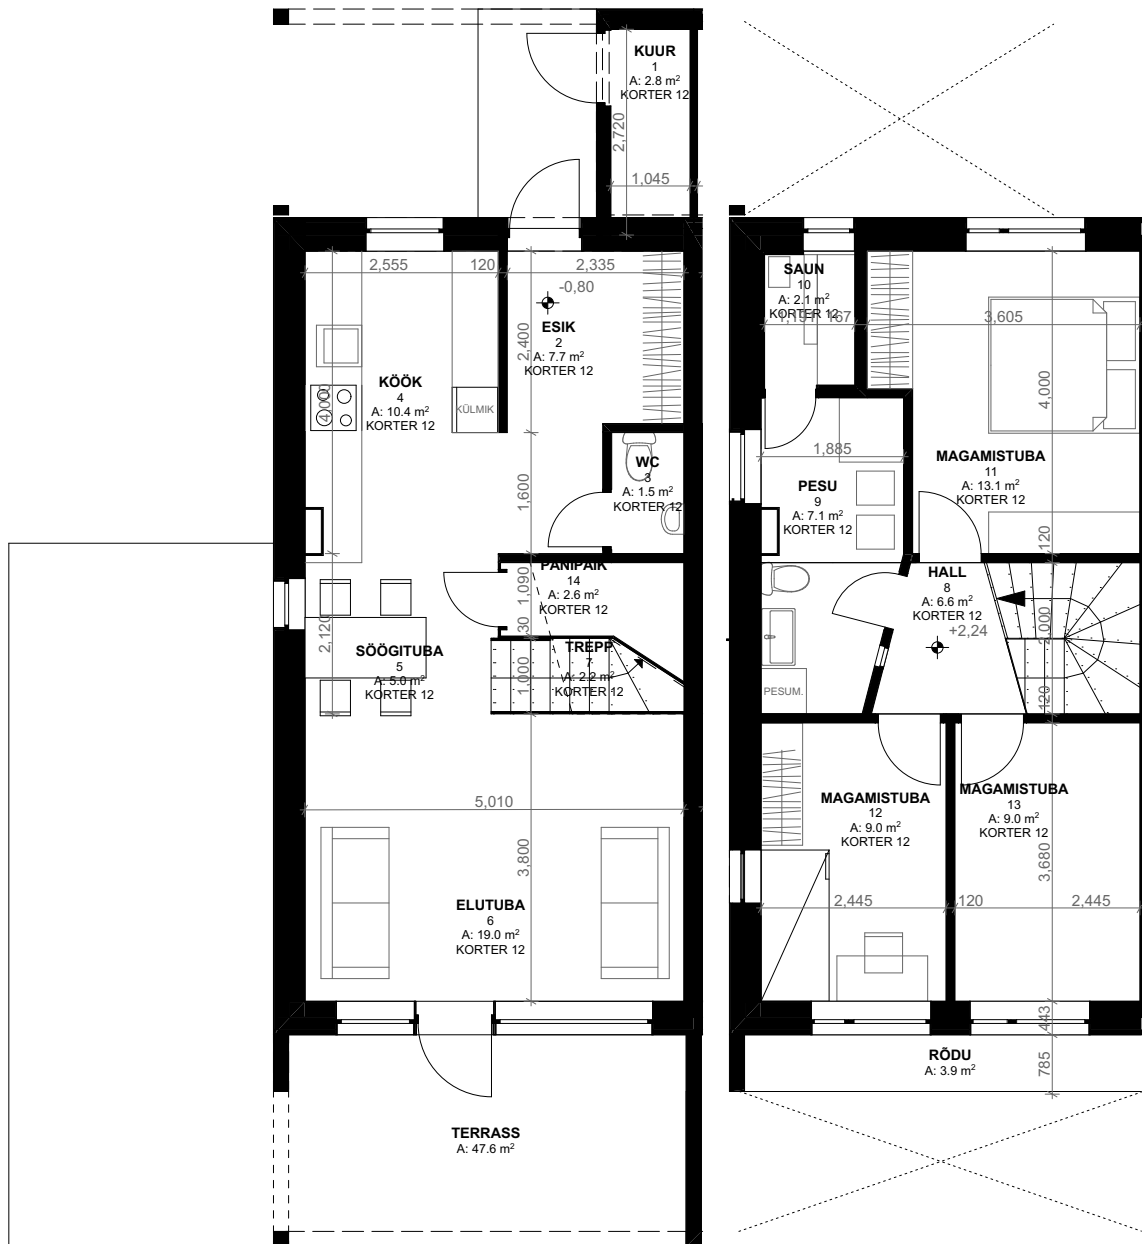 KUUR
1
A: 2.8 m²
KORTER 12
2,720
1,045
2,555
120
2,335
-0,80
ESIK
2
A: 7.7 m²
KORTER 12
2,400
KÖÖK
4
A: 10.4 m²
KORTER 12
4,000
KÜLMIK
WC
3
A: 1.5 m²
KORTER 12
1,600
PANIPAIK
14
A: 2.6 m²
KORTER 12
1,090
SÖÖGITUBA
5
A: 5.0 m²
KORTER 12
2,120
TREPP
7
A: 2.2 m²
KORTER 12
1,000
5,010
3,800
ELUTUBA
6
A: 19.0 m²
KORTER 12
TERRASS
A: 47.6 m²
SAUN
10
A: 2.1 m²
KORTER 12
167
3,605
4,000
MAGAMISTUBA
11
A: 13.1 m²
KORTER 12
1,885
PESU
9
A: 7.1 m²
KORTER 12
120
HALL
8
A: 6.6 m²
KORTER 12
+2,24
2,000
PESUM.
120
MAGAMISTUBA
12
A: 9.0 m²
KORTER 12
MAGAMISTUBA
13
A: 9.0 m²
KORTER 12
3,680
2,445
120
2,445
443
RÕDU
A: 3.9 m²
785